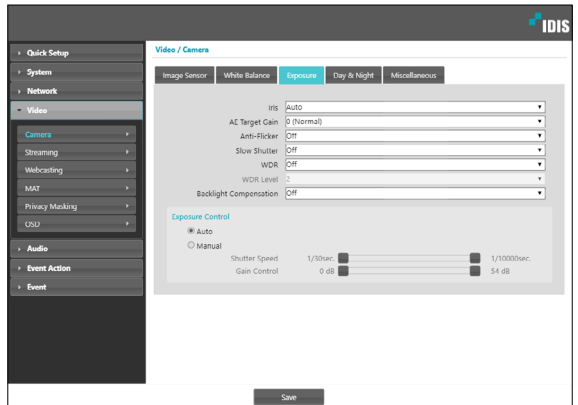 IDIS
Quick Setup
System
Network
Video
Camera
Streaming
Webcasting
MAT
Privacy Masking
OSD
Audio
Event Action
Event
Video / Camera
Image Sensor White Balance Exposure Day & Night Miscellaneous
Iris Auto
AE Target Gain 0 (Normal)
Anti-Flicker Off
Slow Shutter Off
WDR Off
WDR Level 2
Backlight Compensation Off
Exposure Control
Auto
Manual
Shutter Speed 1/30sec. 1/10000sec.
Gain Control 0 dB 54 dB
Save